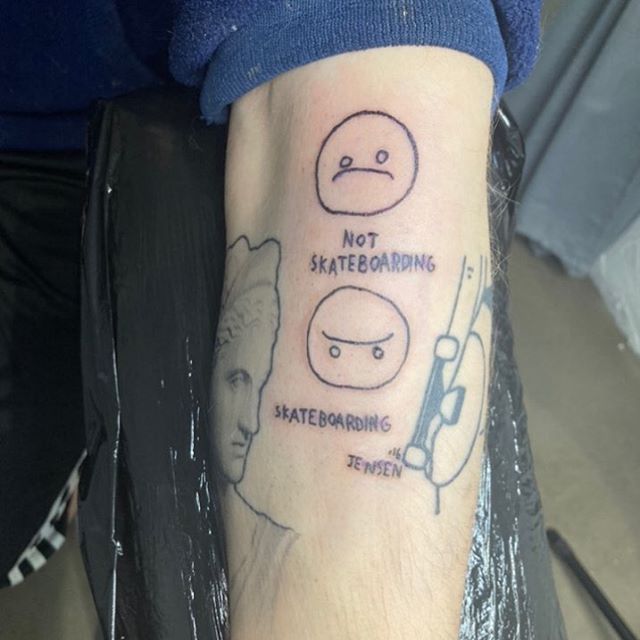 NOT
SKATEBOARDING
SKATEBOARDING
'16
JENSEN